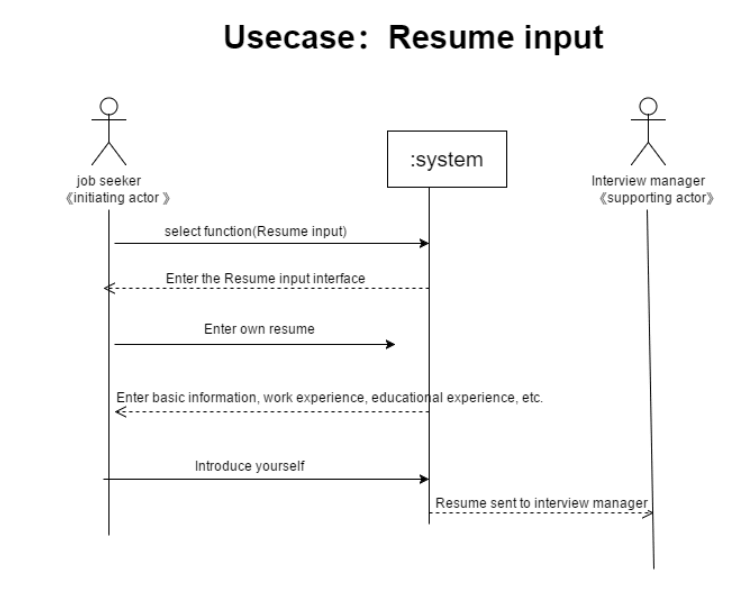 Usecase： Resume input
:system
job seeker
《initiating actor 》
Interview manager
《supporting actor》
select function(Resume input)
Enter the Resume input interface
Enter own resume
Enter basic information, work experience, educational experience, etc.
Introduce yourself
Resume sent to interview manager